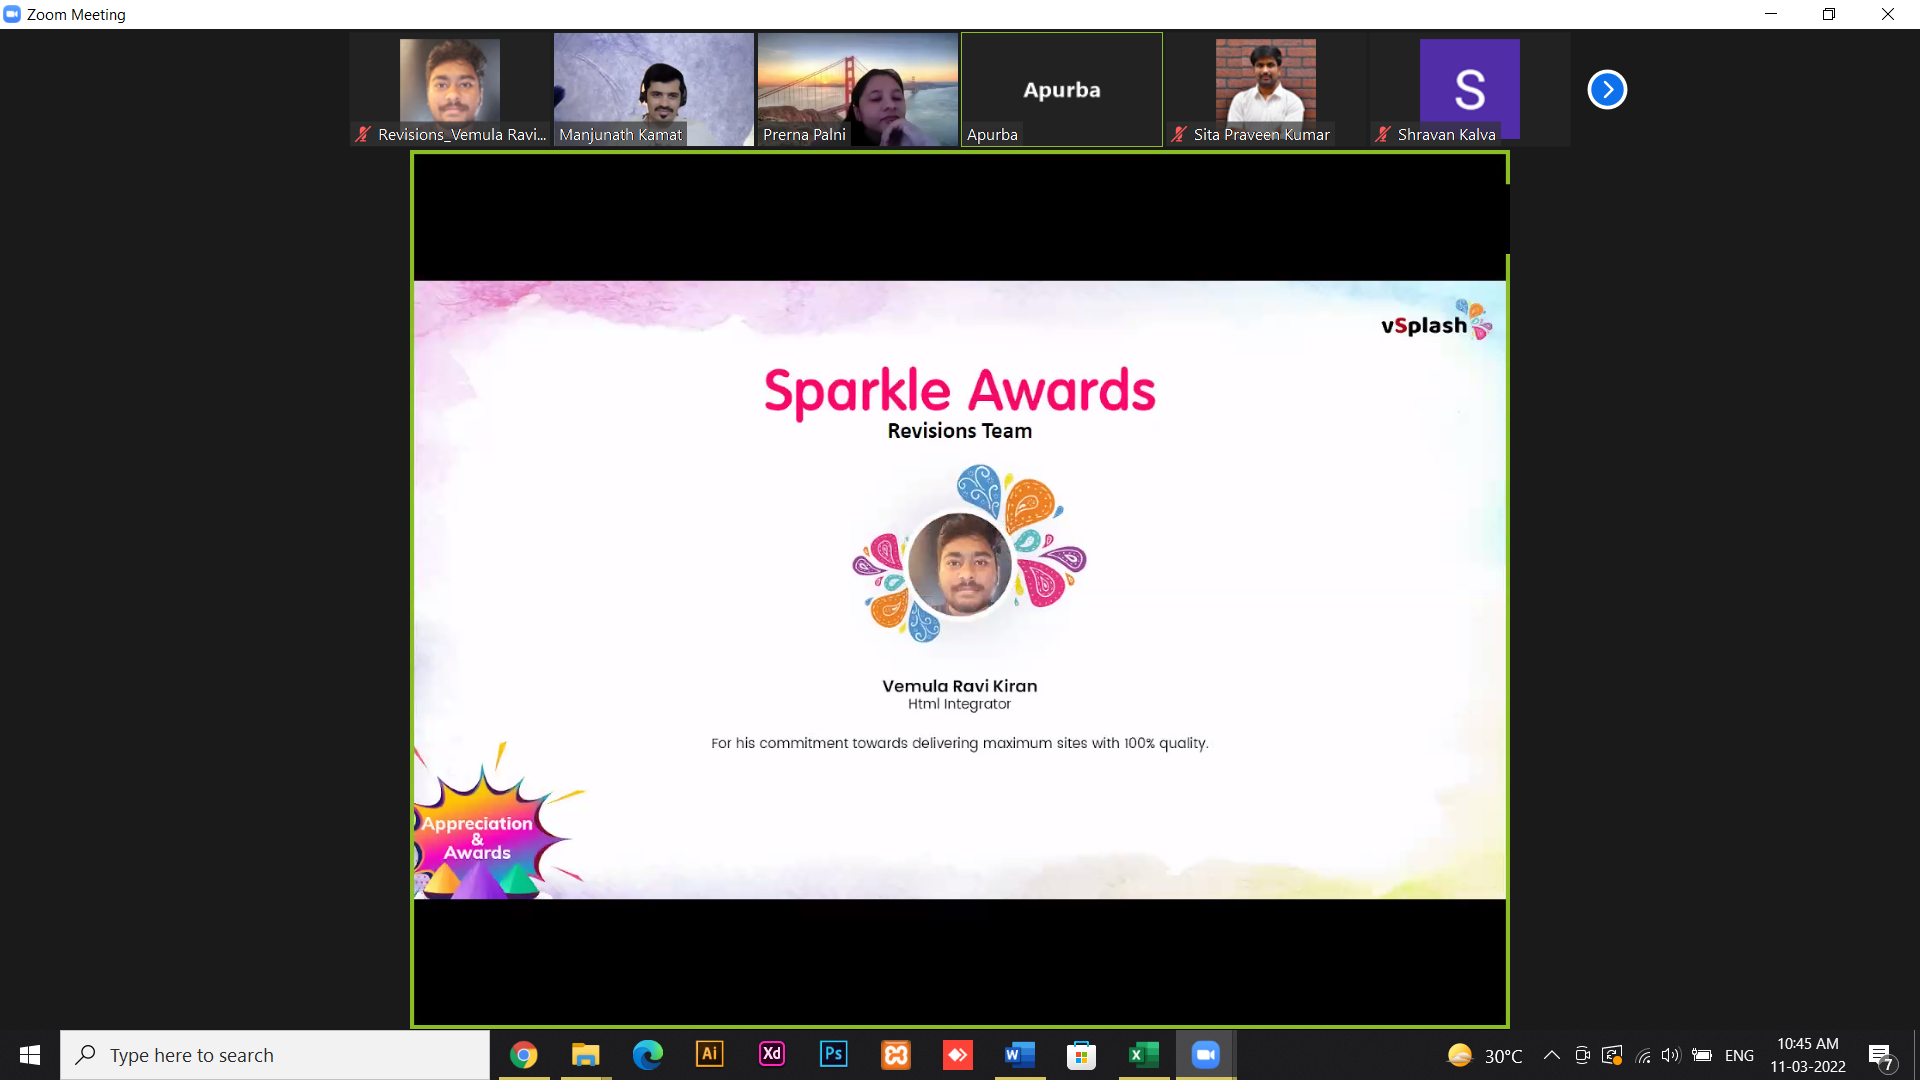 Zoom Meeting
Apurba
S
Revisions_Vemula Ravi...
Manjunath Kamat
Prerna Palni
Apurba
Sita Praveen Kumar
Shravan Kalva
vSplash
Sparkle Awards
Revisions Team
Vemula Ravi Kiran
Html Integrator
For his commitment towards delivering maximum sites with 100% quality.
Appreciation
&
Awards
Type here to search
Ai
Xd
Ps
W
X
30°C
ENG
10:45 AM
11-03-2022
7